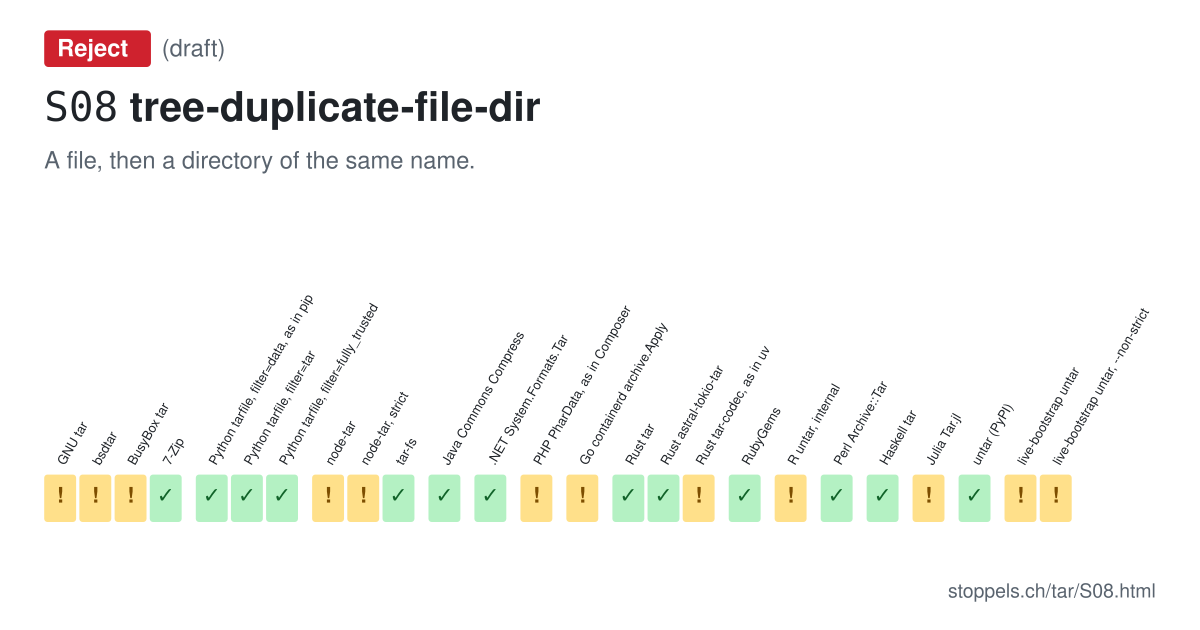 Reject (draft)
S08 tree-duplicate-file-dir
A file, then a directory of the same name.
GNU tar
bsdtar
BusyBox tar
7-Zip
Python tarfile, filter=data, as in pip
Python tarfile, filter=tar
Python tarfile, filter=fully_trusted
node-tar
node-tar, strict
tar-fs
Java Commons Compress
.NET System.Formats.Tar
PHP PharData, as in Composer
Go containerd archive.Apply
Rust tar
Rust astral-tokio-tar
Rust tar-codec, as in uv
RubyGems
R untar, internal
Perl Archive::Tar
Haskell tar
Julia Tar.jl
untar (PyPI)
live-bootstrap untar
live-bootstrap untar, --non-strict
! ! ! ✓ ✓ ✓ ✓ ! ! ✓ ✓ ✓ ! ! ✓ ✓ ! ✓ ! ✓ ✓ ! ✓ ! !
stoppels.ch/tar/S08.html